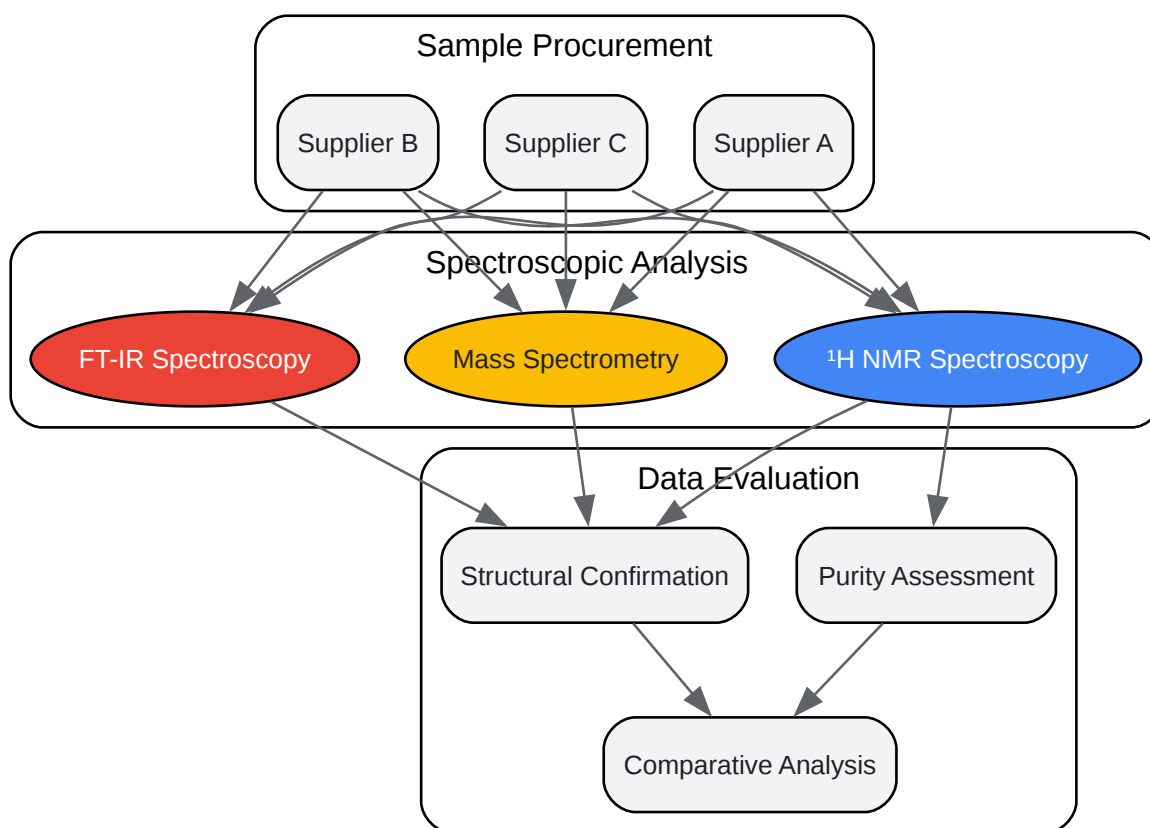 Sample Procurement
Supplier B
Supplier C
Supplier A
Spectroscopic Analysis
FT-IR Spectroscopy
Mass Spectrometry
¹H NMR Spectroscopy
Data Evaluation
Structural Confirmation
Purity Assessment
Comparative Analysis